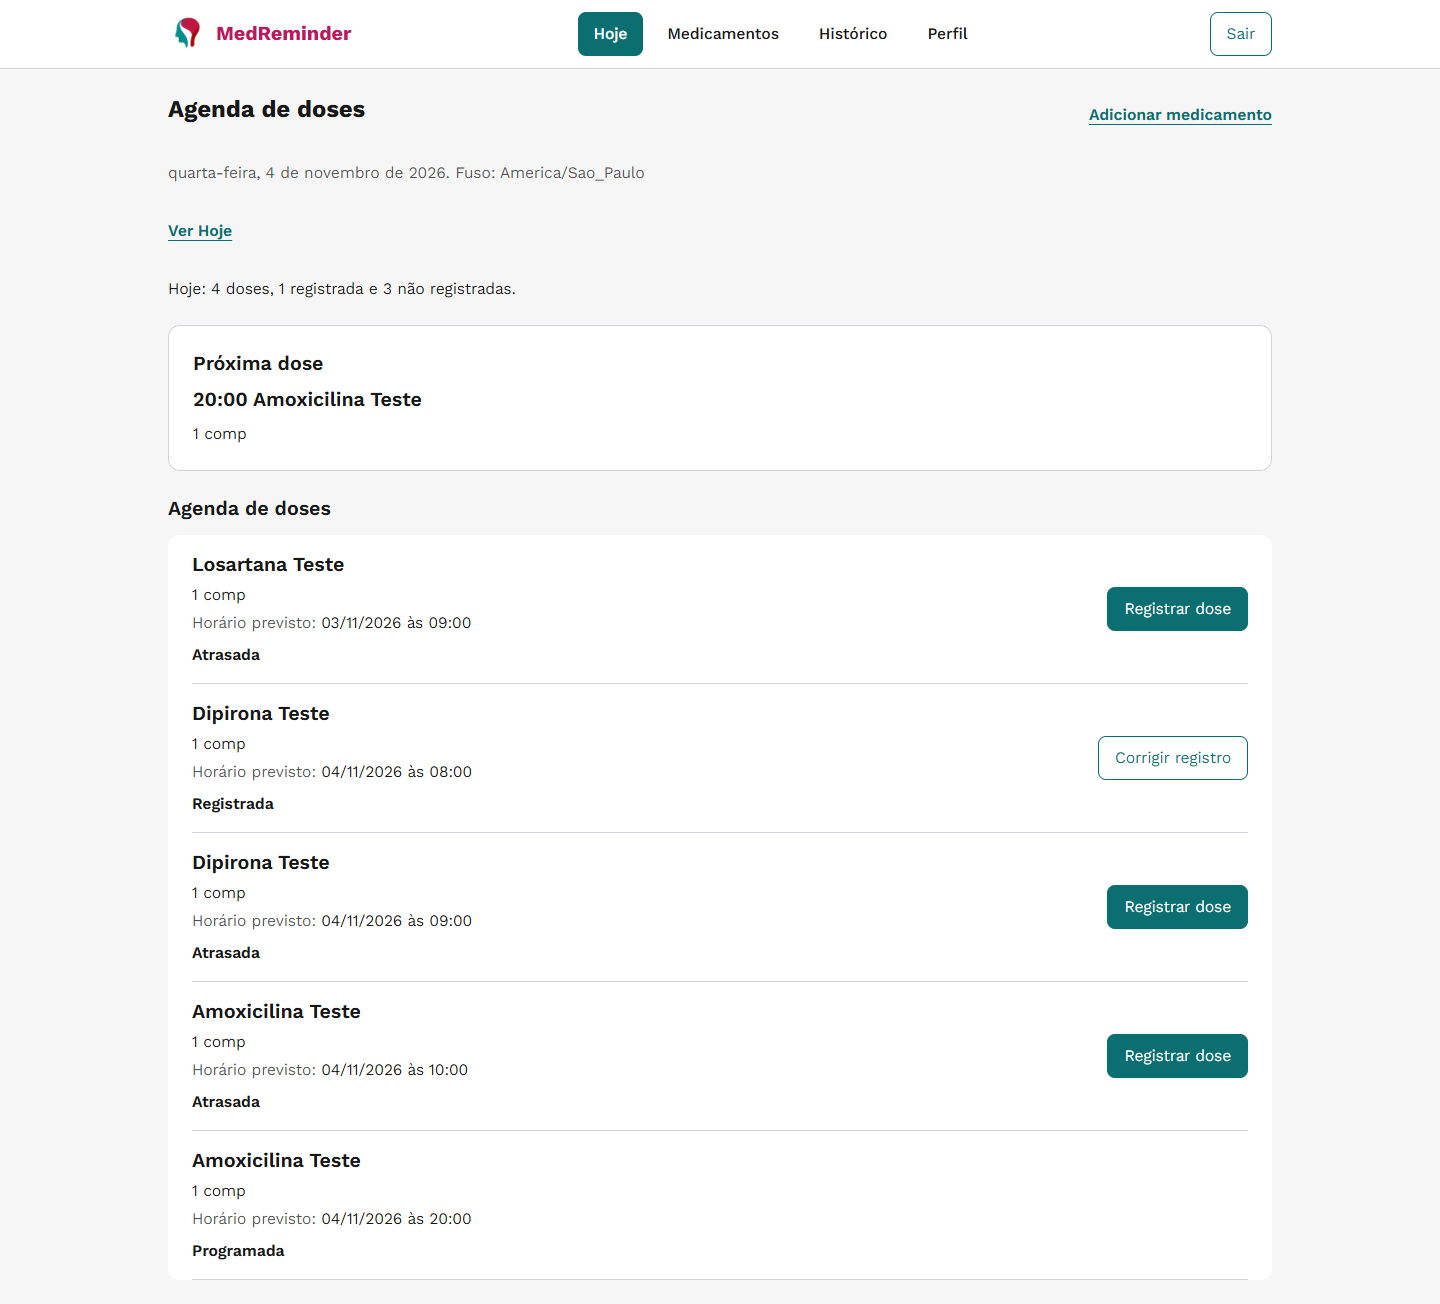 MedReminder
Hoje
Medicamentos
Histórico
Perfil
Sair
Agenda de doses
Adicionar medicamento
quarta-feira, 4 de novembro de 2026. Fuso: America/Sao_Paulo
Ver Hoje
Hoje: 4 doses, 1 registrada e 3 não registradas.
Próxima dose
20:00 Amoxicilina Teste
1 comp
Agenda de doses
Losartana Teste
1 comp
Horário previsto: 03/11/2026 às 09:00
Atrasada
Registrar dose
Dipirona Teste
1 comp
Horário previsto: 04/11/2026 às 08:00
Registrada
Corrigir registro
Dipirona Teste
1 comp
Horário previsto: 04/11/2026 às 09:00
Atrasada
Registrar dose
Amoxicilina Teste
1 comp
Horário previsto: 04/11/2026 às 10:00
Atrasada
Registrar dose
Amoxicilina Teste
1 comp
Horário previsto: 04/11/2026 às 20:00
Programada